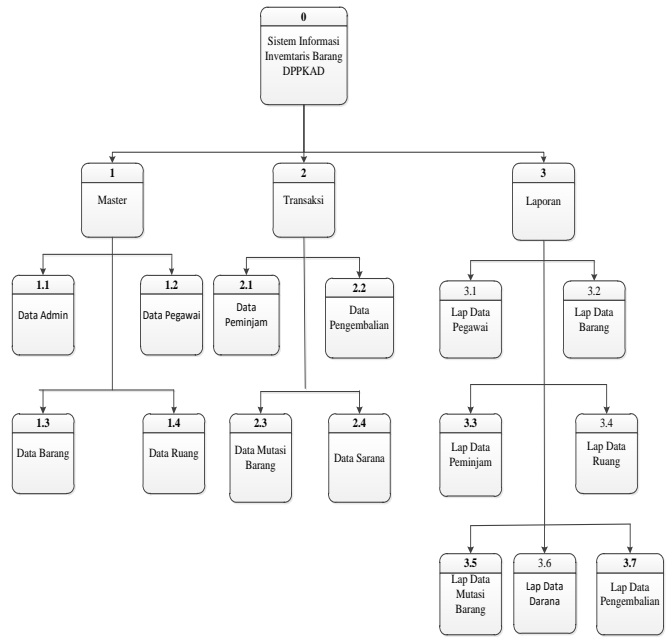 0
Sistem Informasi
Invemtaris Barang
DPPKAD
1
Master
2
Transaksi
3
Laporan
1.1
Data Admin
1.2
Data Pegawai
2.1
Data
Peminjam
2.2
Data
Pengembalian
3.1
Lap Data
Pegawai
3.2
Lap Data
Barang
1.3
Data Barang
1.4
Data Ruang
2.3
Data Mutasi
Barang
2.4
Data Sarana
3.3
Lap Data
Peminjam
3.4
Lap Data
Ruang
3.5
Lap Data
Mutasi
Barang
3.6
Lap Data
Darana
3.7
Lap Data
Pengembalian